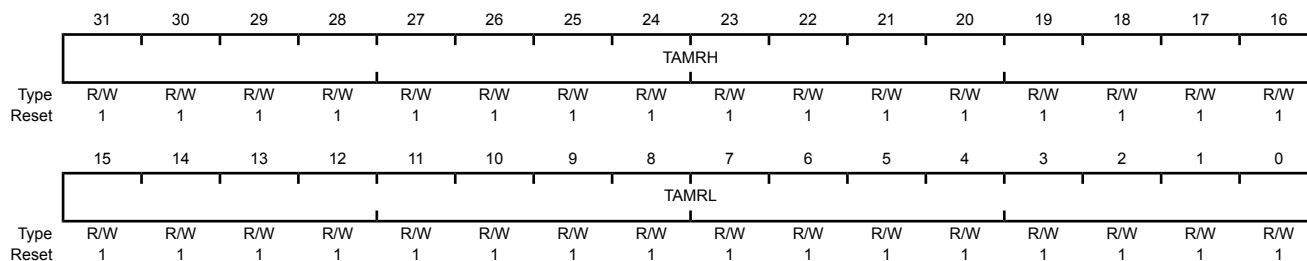 31 30 29 28 27 26 25 24 23 22 21 20 19 18 17 16
TAMRH
Type R/W R/W R/W R/W R/W R/W R/W R/W R/W R/W R/W R/W R/W R/W R/W R/W
Reset 1 1 1 1 1 1 1 1 1 1 1 1 1 1 1 1
15 14 13 12 11 10 9 8 7 6 5 4 3 2 1 0
TAMRL
Type R/W R/W R/W R/W R/W R/W R/W R/W R/W R/W R/W R/W R/W R/W R/W R/W
Reset 1 1 1 1 1 1 1 1 1 1 1 1 1 1 1 1